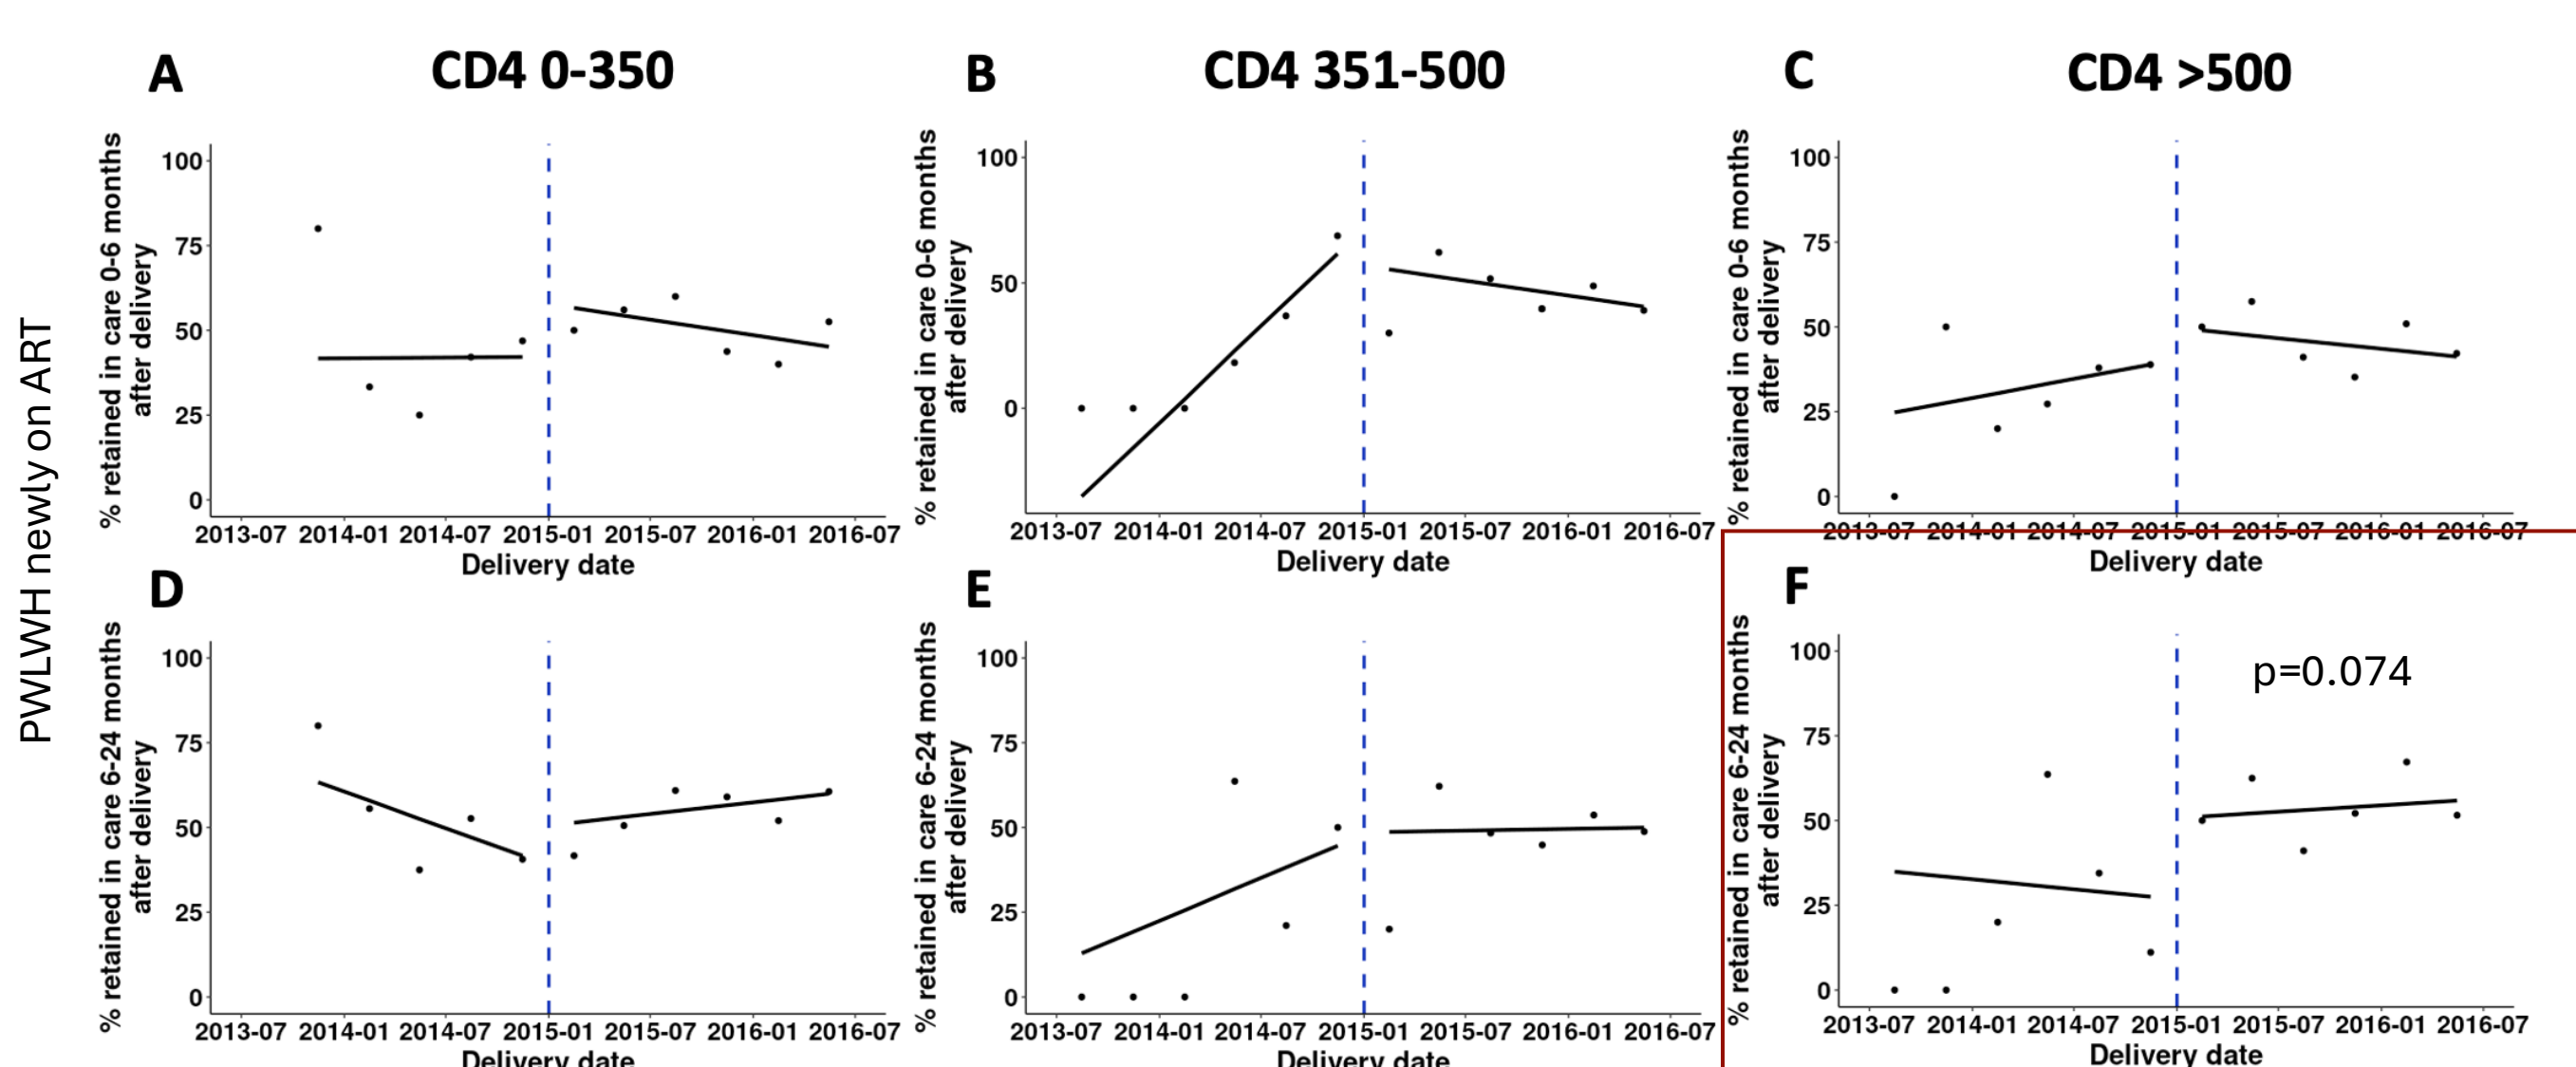 A
CD4 0-350
B
CD4 351-500
C
CD4 >500
PWLWH newly on ART
% retained in care 0-6 months
after delivery
100
75
50
25
0
2013-07 2014-01 2014-07 2015-01 2015-07 2016-01 2016-07
Delivery date
% retained in care 0-6 months
after delivery
100
50
0
2013-07 2014-01 2014-07 2015-01 2015-07 2016-01 2016-07
Delivery date
% retained in care 0-6 months
after delivery
100
75
50
25
0
2013-07 2014-01 2014-07 2015-01 2015-07 2016-01 2016-07
Delivery date
D
% retained in care 6-24 months
after delivery
100
75
50
25
0
2013-07 2014-01 2014-07 2015-01 2015-07 2016-01 2016-07
Delivery date
E
% retained in care 6-24 months
after delivery
100
75
50
25
0
2013-07 2014-01 2014-07 2015-01 2015-07 2016-01 2016-07
Delivery date
F
% retained in care 6-24 months
after delivery
100
75
50
25
0
p=0.074
2013-07 2014-01 2014-07 2015-01 2015-07 2016-01 2016-07
Delivery date